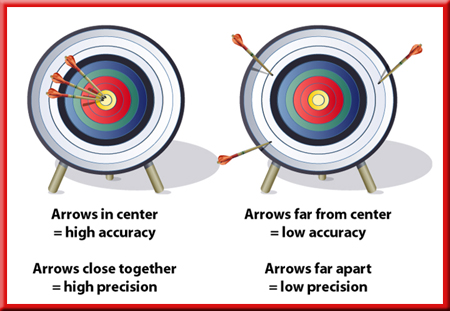 Arrows in center
= high accuracy
Arrows close together
= high precision
Arrows far from center
= low accuracy
Arrows far apart
= low precision